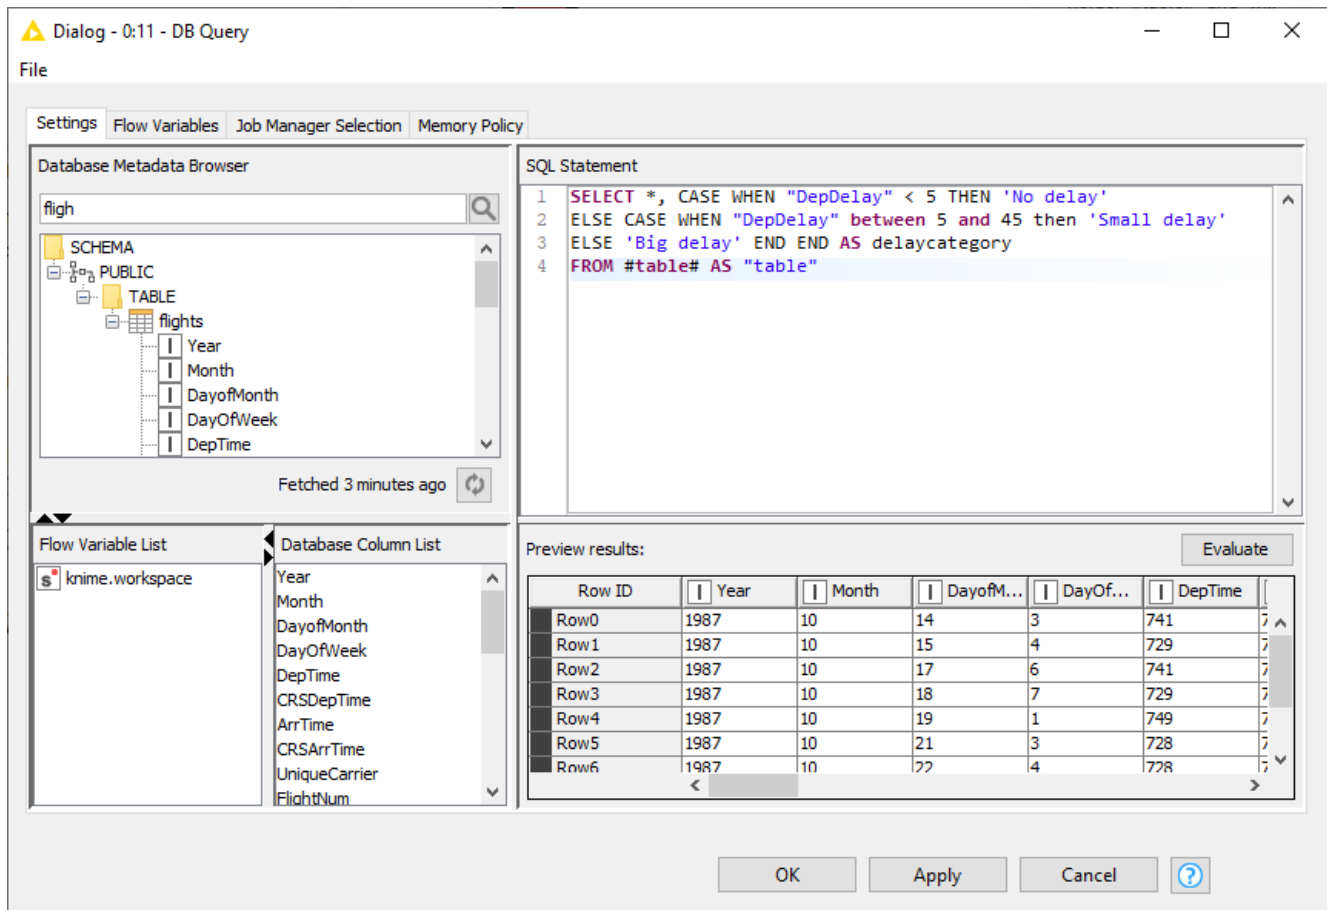 Dialog - 0:11 - DB Query
File
Settings Flow Variables Job Manager Selection Memory Policy
Database Metadata Browser
fligh
SCHEMA
PUBLIC
TABLE
flights
Year
Month
DayofMonth
DayOfWeek
DepTime
Fetched 3 minutes ago
SQL Statement
1 SELECT *, CASE WHEN "DepDelay" < 5 THEN 'No delay'
2 ELSE CASE WHEN "DepDelay" between 5 and 45 then 'Small delay'
3 ELSE 'Big delay' END END AS delaycategory
4 FROM #table# AS "table"
Flow Variable List
s knime.workspace
Database Column List
Year
Month
DayofMonth
DayOfWeek
DepTime
CRSDepTime
ArrTime
CRSArrTime
UniqueCarrier
FlightNum
Preview results:
Evaluate
Row ID I Year I Month I DayofM... I DayOf... I DepTime
Row0 1987 10 14 3 741 7
Row1 1987 10 15 4 729 7
Row2 1987 10 17 6 741 7
Row3 1987 10 18 7 729 7
Row4 1987 10 19 1 749 7
Row5 1987 10 21 3 728 7
Row6 1987 10 22 4 728 7
OK Apply Cancel ?